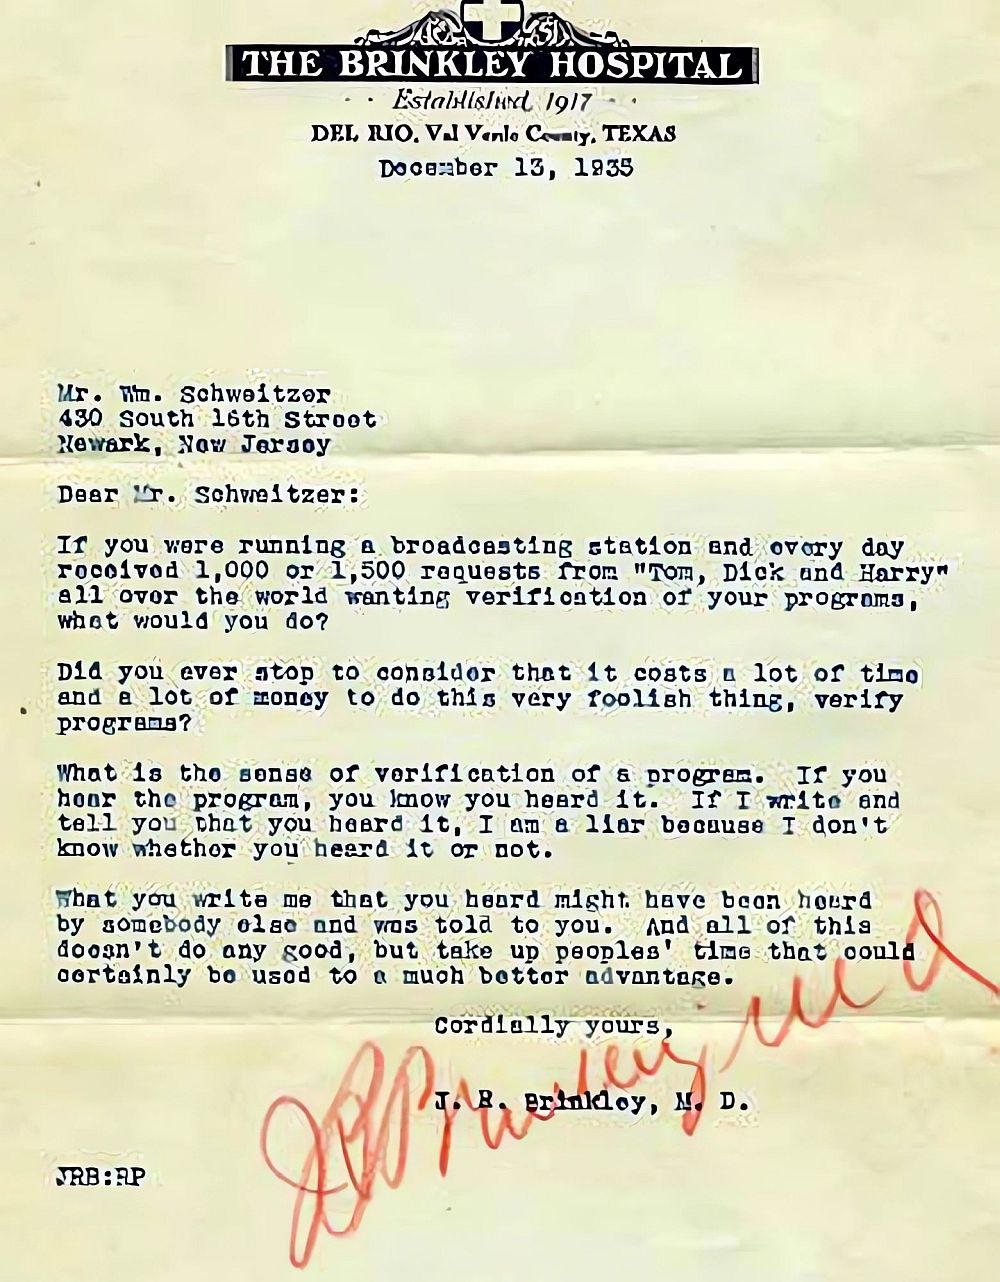 THE BRINKLEY HOSPITAL
Established 1917
DEL RIO, Val Verde County, TEXAS
December 13, 1935
Mr. Wm. Schweitzer
430 South 16th Street
Newark, New Jersey
Dear Mr. Schweitzer:
If you were running a broadcasting station and every day
received 1,000 or 1,500 requests from "Tom, Dick and Harry"
all over the world wanting verification of your programs,
what would you do?
Did you ever stop to consider that it costs a lot of time
and a lot of money to do this very foolish thing, verify
programs?
What is the sense of verification of a program. If you
hear the program, you know you heard it. If I write and
tell you that you heard it, I am a liar because I don't
know whether you heard it or not.
What you write me that you heard might have been heard
by somebody else and was told to you. And all of this
doesn't do any good, but take up peoples' time that could
certainly be used to a much better advantage.
Cordially yours,
JR Brinkley MD
J. R. Brinkley, M. D.
JRB:RP